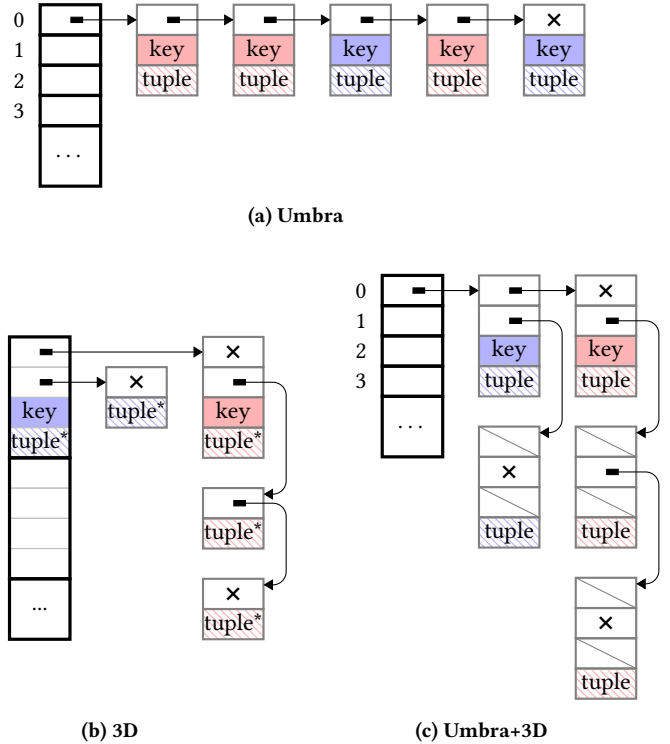 0
1 key key key key key
2 tuple tuple tuple tuple tuple
3
...
(a) Umbra
0
1
2 key key
3 tuple tuple
...
tuple tuple
tuple
key tuple* key
tuple* tuple*
tuple*
... tuple*
(b) 3D
(c) Umbra+3D